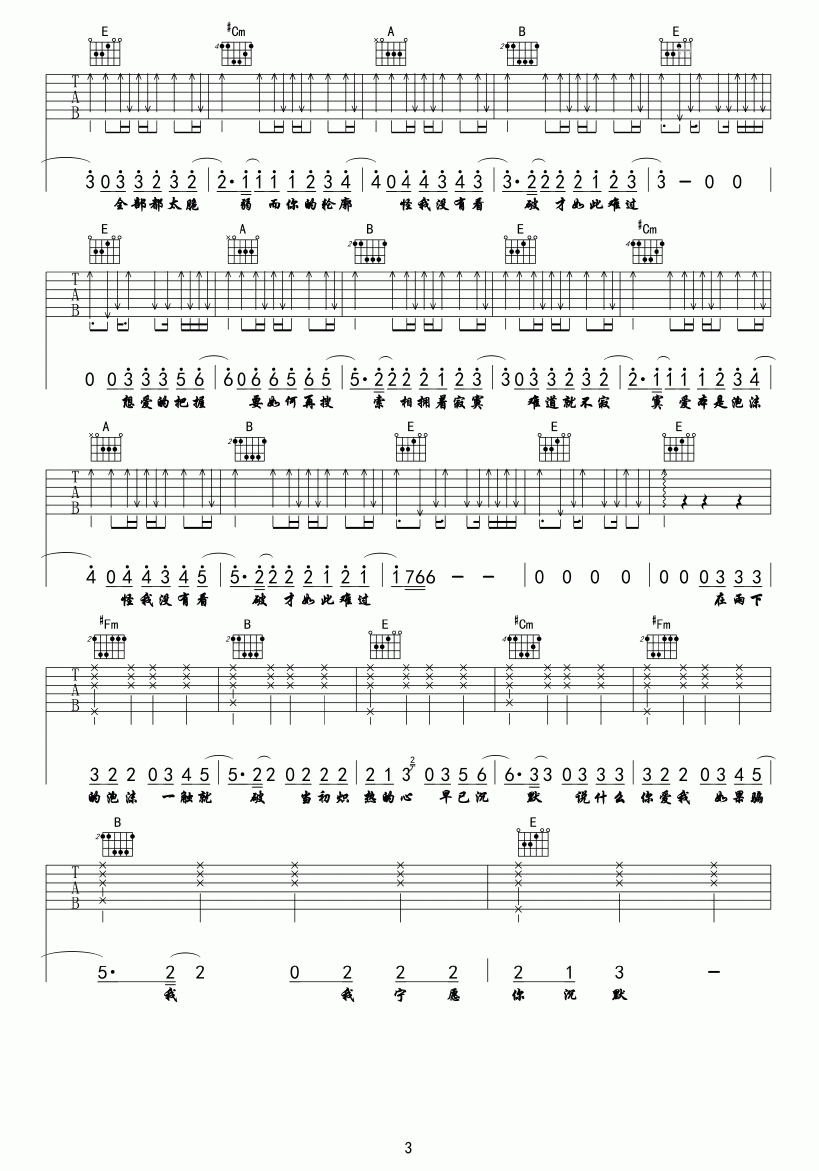 E #Cm A B E
T A B
3 0 3 3 2 3 2 | 2· 1 1 1 1 2 3 4 | 4 0 4 4 3 4 3 | 3· 2 2 2 2 1 2 3 | 3 - 0 0
全部都太脆 弱 而你的轮廓 怪我没有看 破 才如此难过
E A B E #Cm
T A B
0 0 3 3 3 5 6 | 6 0 6 6 5 6 5 | 5· 2 2 2 2 1 2 3 | 3 0 3 3 2 3 2 | 2· 1 1 1 1 2 3 4
想爱的把握 要如何再搜 索 相拥着寂寞 难道就不寂 寞 爱本是泡沫
A B E E E
T A B
4 0 4 4 3 4 5 | 5· 2 2 2 2 1 2 1 | 1 7 6 6 - - | 0 0 0 0 | 0 0 0 3 3 3
怪我没有看 破 才如此难过 在雨下
#Fm B E #Cm #Fm
T A B
3 2 2 0 3 4 5 | 5· 2 2 0 2 2 2 | 2 1 2 3 0 3 5 6 | 6· 3 3 0 3 3 3 | 3 2 2 0 3 4 5
的泡沫 一触就 破 当初炽 热的心 早已沉 默 说什么 你爱我 如果骗
B E
T A B
5· 2 2 0 2 2 2 | 2 1 3 -
我 我宁愿 你沉默
3